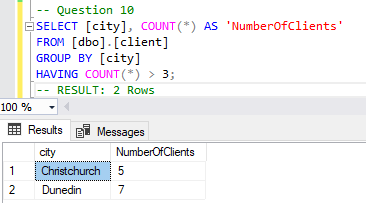 -- Question 10
SELECT [city], COUNT(*) AS 'NumberOfClients'
FROM [dbo].[client]
GROUP BY [city]
HAVING COUNT(*) > 3;
-- RESULT: 2 Rows
100 %
Results Messages
city NumberOfClients
1 Christchurch 5
2 Dunedin 7